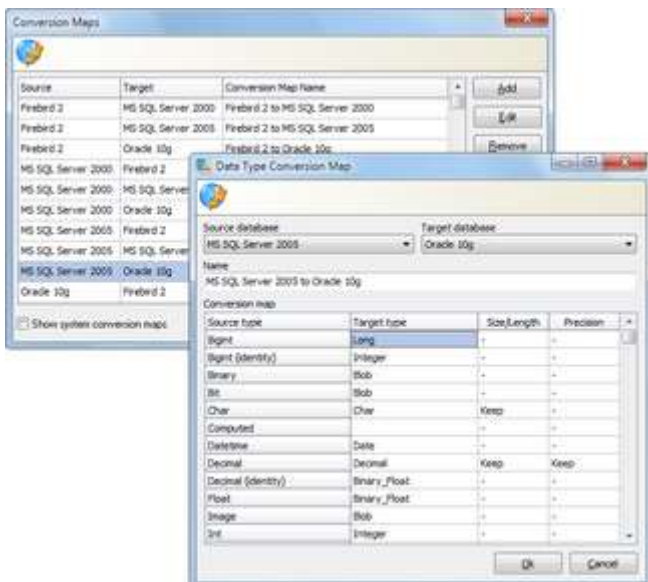 Conversion Maps
Source Target Conversion Map Name
Firebird 2 MS SQL Server 2000 Firebird 2 to MS SQL Server 2000
Firebird 2 MS SQL Server 2005 Firebird 2 to MS SQL Server 2005
Firebird 2 Oracle 10g Firebird 2 to Oracle 10g
MS SQL Server 2000 Firebird 2
MS SQL Server 2000 MS SQL Server
MS SQL Server 2000 Oracle 10g
MS SQL Server 2005 Firebird 2
MS SQL Server 2005 MS SQL Server
MS SQL Server 2005 Oracle 10g
Oracle 10g Firebird 2
Show system conversion maps
Add
Edit
Remove
Data Type Conversion Map
Source database Target database
MS SQL Server 2005 Oracle 10g
Name
MS SQL Server 2005 to Oracle 10g
Conversion map
Source type Target type Size/Length Precision
Bigint Long - -
Bigint (identity) Integer - -
Binary Blob - -
Bit Blob - -
Char Char Keep -
Computed - -
Datetime Date - -
Decimal Decimal Keep Keep
Decimal (identity) Binary_Float - -
Float Binary_Float - -
Image Blob - -
Int Integer - -
Ok Cancel